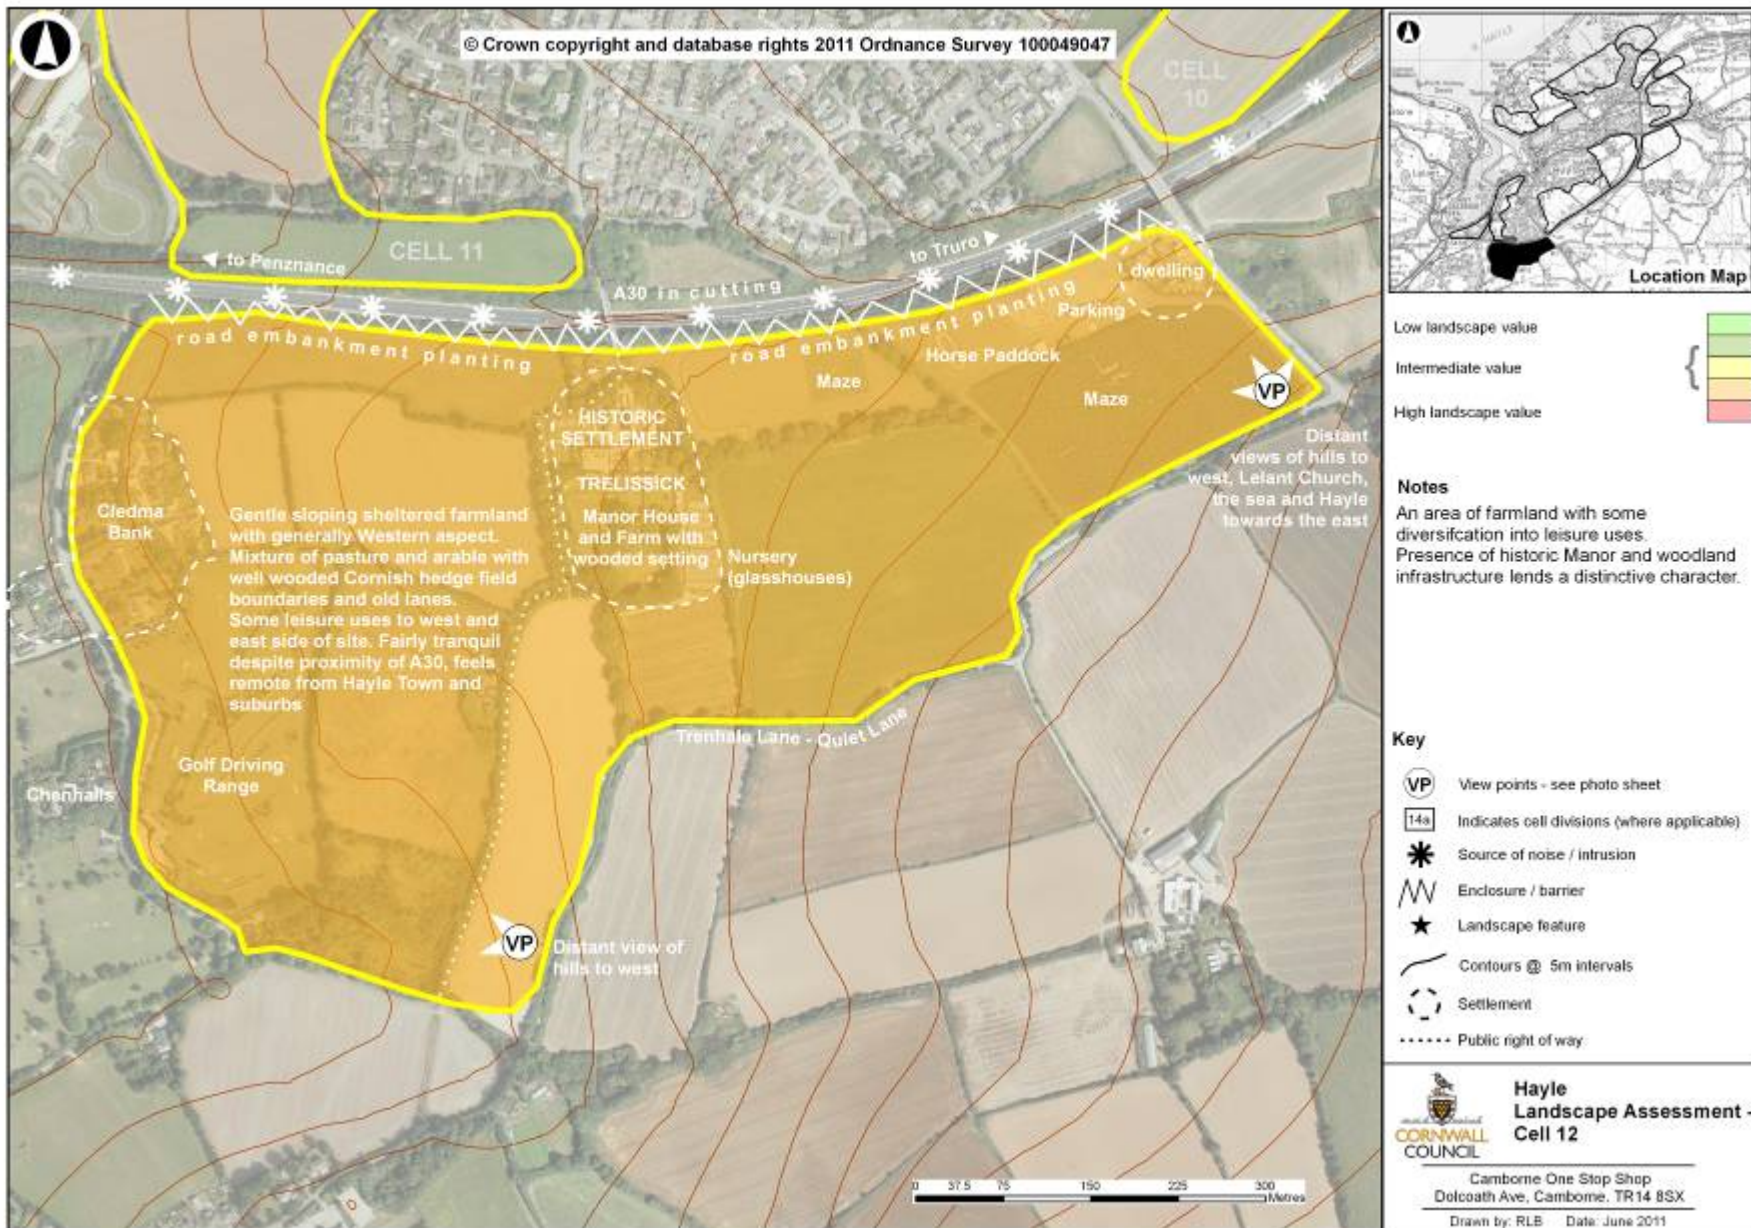 © Crown copyright and database rights 2011 Ordnance Survey 100049047
CELL
10
CELL 11
to Penznance
to Truro
A30 in cutting
road embankment planting
road embankment planting
dwelling
Parking
Horse Paddock
Maze
Maze
VP
Distant
views of hills to
west, Lelant Church,
the sea and Hayle
towards the east
HISTORIC
SETTLEMENT
TRELISSICK
Manor House
and Farm with
wooded setting
Nursery
(glasshouses)
Cledma
Bank
Gentle sloping sheltered farmland
with generally Western aspect.
Mixture of pasture and arable with
well wooded Cornish hedge field
boundaries and old lanes.
Some leisure uses to west and
east side of site. Fairly tranquil
despite proximity of A30, feels
remote from Hayle Town and
suburbs
Trenhale Lane - Quiet Lane
Golf Driving
Range
Chenhalls
VP
Distant view of
hills to west
0 37.5 75 150 225 300
Metres
Location Map
Low landscape value
Intermediate value
High landscape value
Notes
An area of farmland with some
diversifcation into leisure uses.
Presence of historic Manor and woodland
infrastructure lends a distinctive character.
Key
VP View points - see photo sheet
14a Indicates cell divisions (where applicable)
Source of noise / intrusion
Enclosure / barrier
Landscape feature
Contours @ 5m intervals
Settlement
Public right of way
CORNWALL
COUNCIL
Hayle
Landscape Assessment -
Cell 12
Camborne One Stop Shop
Dolcoath Ave, Camborne. TR14 8SX
Drawn by: RLB Date: June 2011